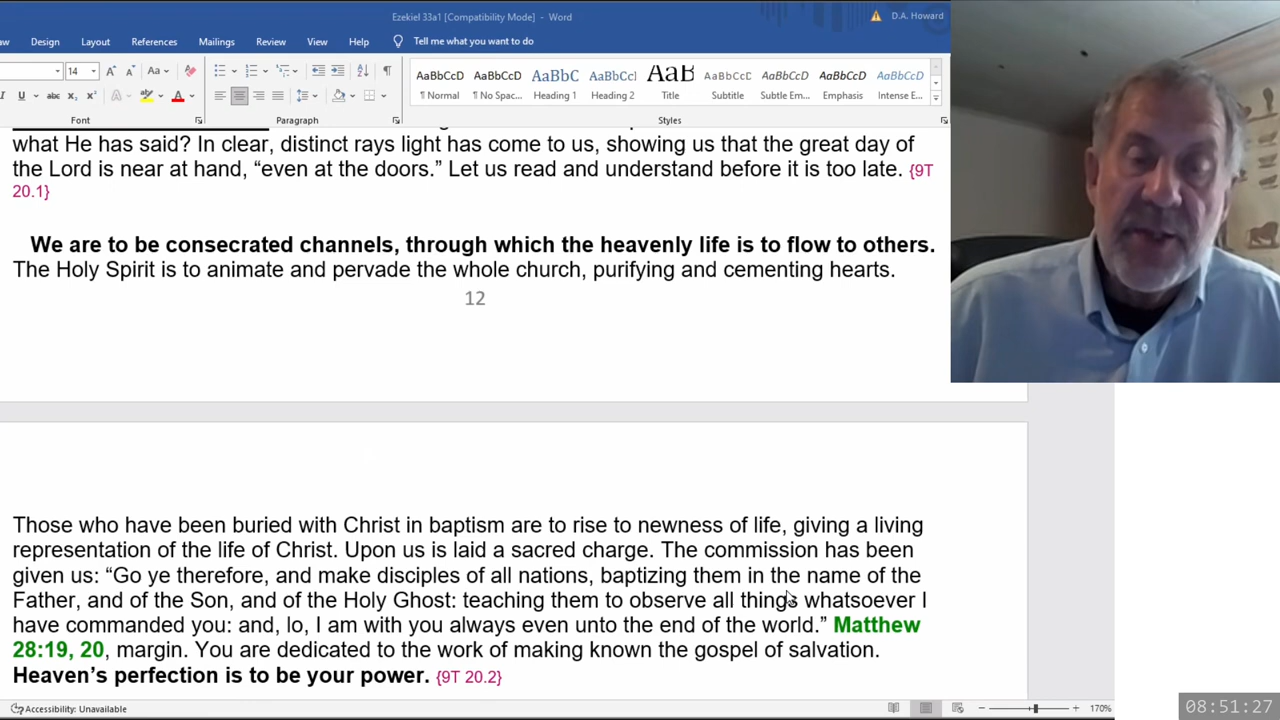 Ezekiel 33a1 [Compatibility Mode] - Word
D.A. Howard
aw Design Layout References Mailings Review View Help Tell me what you want to do
14
Aa
AaBbCcD AaBbCcD AaBbC AaBbCcI AaB AaBbCcD AaBbCcD AaBbCcD AaBbCcD
¶ Normal ¶ No Spac... Heading 1 Heading 2 Title Subtitle Subtle Em... Emphasis Intense E...
Font Paragraph Styles
what He has said? In clear, distinct rays light has come to us, showing us that the great day of
the Lord is near at hand, “even at the doors.” Let us read and understand before it is too late. {9T
20.1}
We are to be consecrated channels, through which the heavenly life is to flow to others.
The Holy Spirit is to animate and pervade the whole church, purifying and cementing hearts.
12
Those who have been buried with Christ in baptism are to rise to newness of life, giving a living
representation of the life of Christ. Upon us is laid a sacred charge. The commission has been
given us: “Go ye therefore, and make disciples of all nations, baptizing them in the name of the
Father, and of the Son, and of the Holy Ghost: teaching them to observe all things whatsoever I
have commanded you: and, lo, I am with you always even unto the end of the world.” Matthew
28:19, 20, margin. You are dedicated to the work of making known the gospel of salvation.
Heaven’s perfection is to be your power. {9T 20.2}
Accessibility: Unavailable
170%
08:51:27